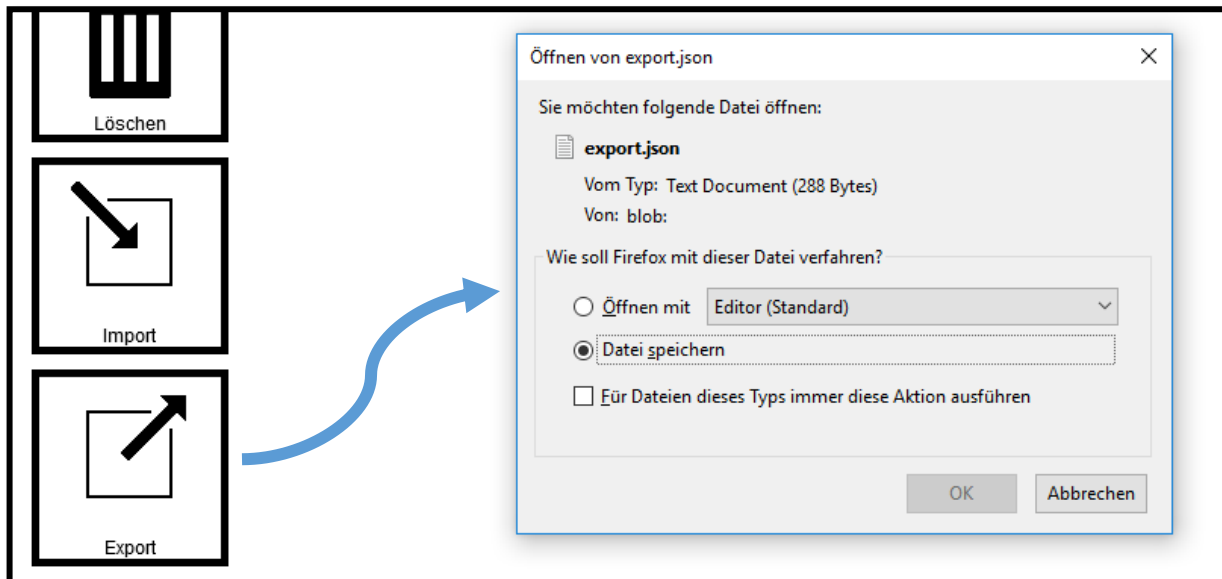 Löschen
Import
Export
Öffnen von export.json
Sie möchten folgende Datei öffnen:
export.json
Vom Typ: Text Document (288 Bytes)
Von: blob:
Wie soll Firefox mit dieser Datei verfahren?
Öffnen mit Editor (Standard)
Datei speichern
Für Dateien dieses Typs immer diese Aktion ausführen
OK Abbrechen